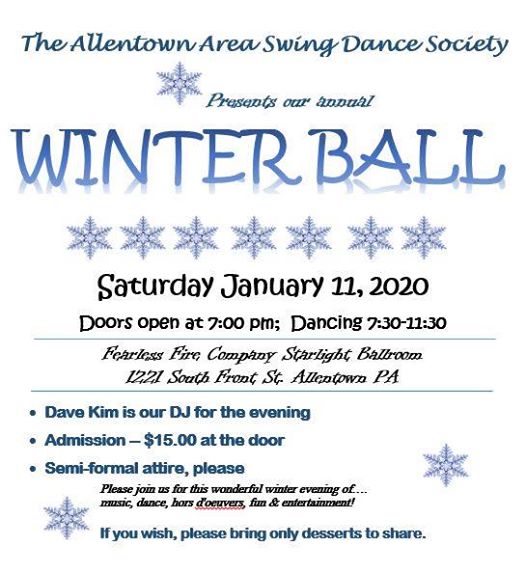 The Allentown Area Swing Dance Society
Presents our annual
WINTER BALL
Saturday January 11, 2020
Doors open at 7:00 pm; Dancing 7:30-11:30
Fearless Fire Company Starlight Ballroom
1221 South Front St. Allentown PA
• Dave Kim is our DJ for the evening
• Admission – $15.00 at the door
• Semi-formal attire, please
Please join us for this wonderful winter evening of….
music, dance, hors d'oeuvers, fun & entertainment!
If you wish, please bring only desserts to share.